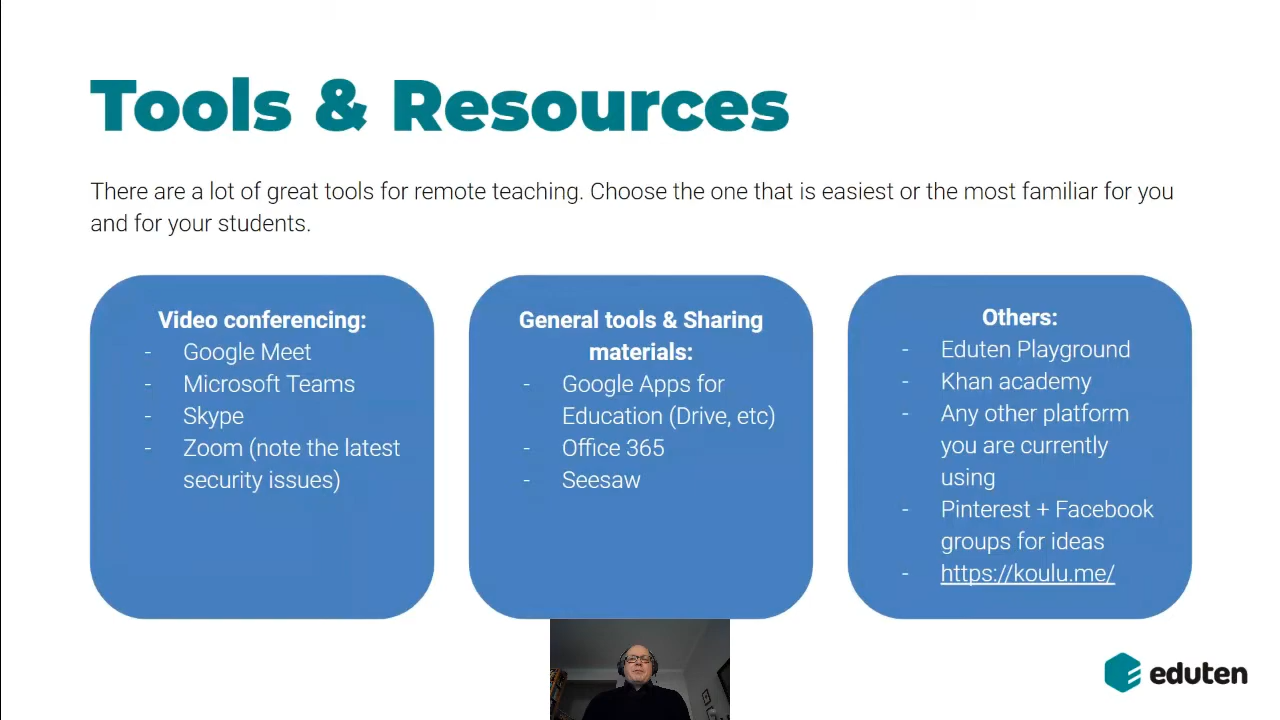 Tools & Resources
There are a lot of great tools for remote teaching. Choose the one that is easiest or the most familiar for you
and for your students.
Video conferencing:
- Google Meet
- Microsoft Teams
- Skype
- Zoom (note the latest
security issues)
General tools & Sharing
materials:
- Google Apps for
Education (Drive, etc)
- Office 365
- Seesaw
Others:
- Eduten Playground
- Khan academy
- Any other platform
you are currently
using
- Pinterest + Facebook
groups for ideas
- https://koulu.me/
eduten